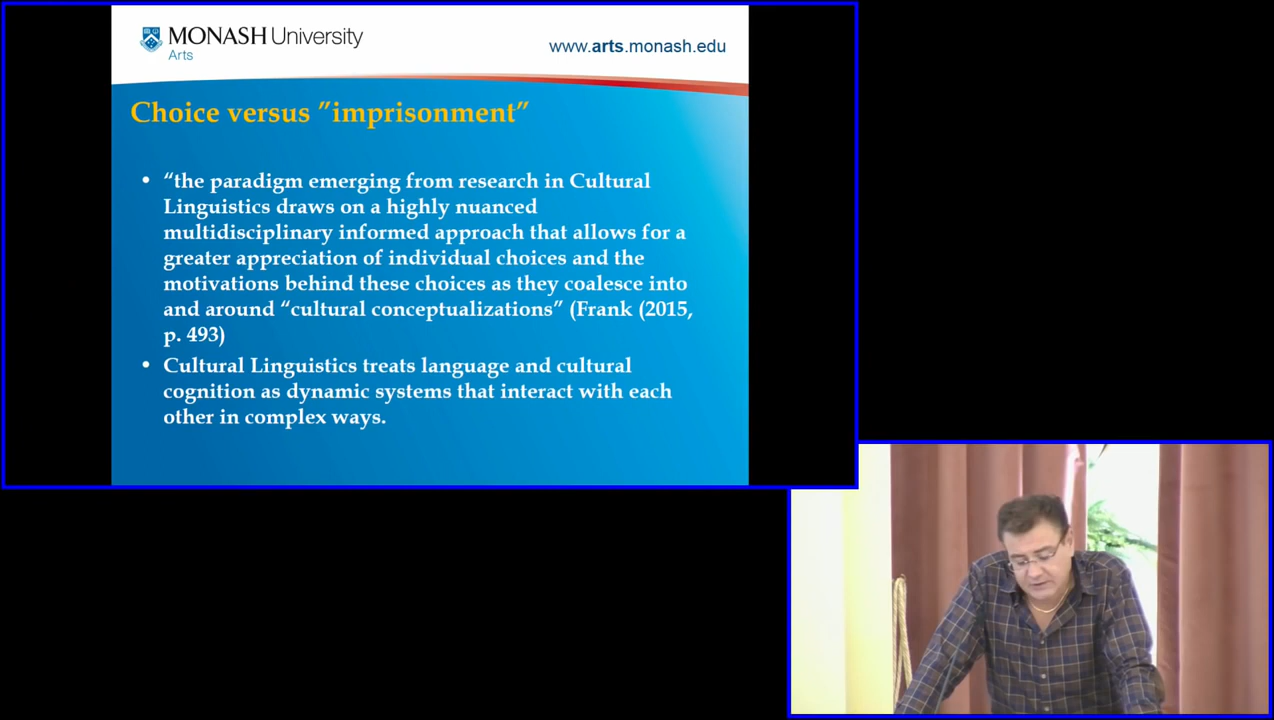 MONASH University
Arts
www.arts.monash.edu
Choice versus ”imprisonment”
• “the paradigm emerging from research in Cultural
Linguistics draws on a highly nuanced
multidisciplinary informed approach that allows for a
greater appreciation of individual choices and the
motivations behind these choices as they coalesce into
and around “cultural conceptualizations” (Frank (2015,
p. 493)
• Cultural Linguistics treats language and cultural
cognition as dynamic systems that interact with each
other in complex ways.